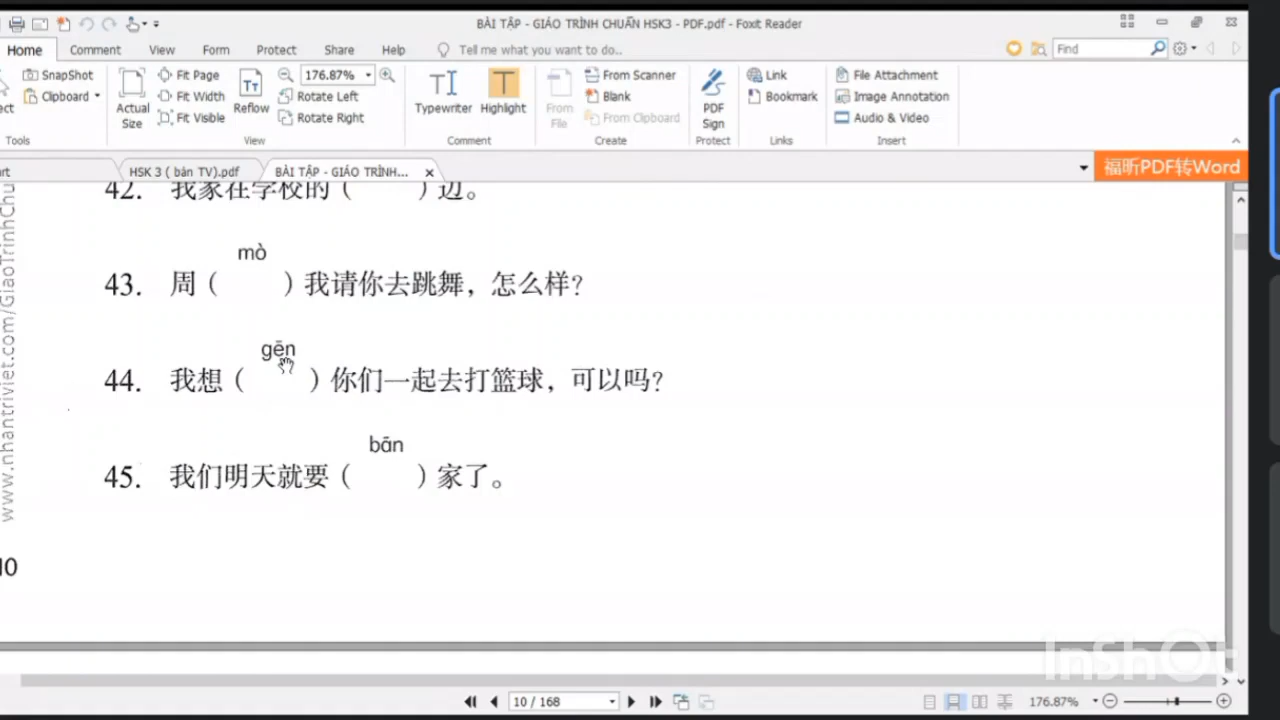 BÀI TẬP - GIÁO TRÌNH CHUẨN HSK3 - PDF.pdf - Foxit Reader
Home Comment View Form Protect Share Help Tell me what you want to do.. Find
SnapShot Fit Page 176.87% From Scanner Link File Attachment
Clipboard Fit Width Rotate Left Blank Bookmark Image Annotation
Actual Size Fit Visible Reflow Rotate Right Typewriter Highlight From File From Clipboard PDF Sign Audio & Video
Tools View Comment Create Protect Links Insert
art HSK 3 ( bản TV).pdf BÀI TẬP - GIÁO TRÌNH... 福昕PDF转Word
42. 我家在学校的（ ）边。
mò
43. 周（ ）我请你去跳舞，怎么样？
gēn
44. 我想（ ）你们一起去打篮球，可以吗？
bān
45. 我们明天就要（ ）家了。
www.nhantriviet.com/GiaoTrinhChu
10
InShOt
10 / 168 176.87%